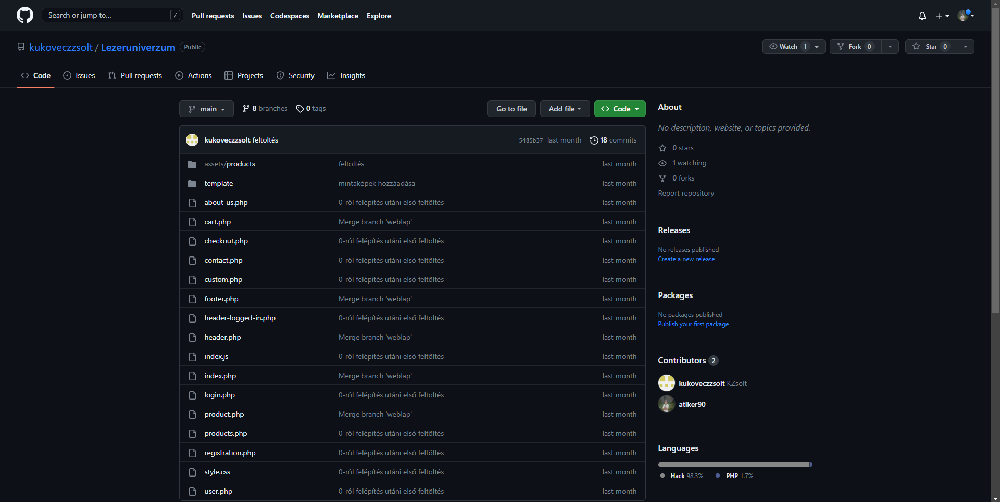 Search or jump to... /
Pull requests Issues Codespaces Marketplace Explore
kukoveczzsolt / Lezeruniverzum Public
Watch 1 Fork 0 Star 0
Code Issues Pull requests Actions Projects Security Insights
main 8 branches 0 tags
Go to file Add file Code
kukoveczzsolt feltöltés 5485b37 last month 18 commits
assets/products feltöltés last month
template mintaképek hozzáadása last month
about-us.php 0-ról felépítés utáni első feltöltés last month
cart.php Merge branch 'weblap' last month
checkout.php 0-ról felépítés utáni első feltöltés last month
contact.php 0-ról felépítés utáni első feltöltés last month
custom.php 0-ról felépítés utáni első feltöltés last month
footer.php Merge branch 'weblap' last month
header-logged-in.php 0-ról felépítés utáni első feltöltés last month
header.php Merge branch 'weblap' last month
index.js 0-ról felépítés utáni első feltöltés last month
index.php Merge branch 'weblap' last month
login.php 0-ról felépítés utáni első feltöltés last month
product.php Merge branch 'weblap' last month
products.php 0-ról felépítés utáni első feltöltés last month
registration.php 0-ról felépítés utáni első feltöltés last month
style.css 0-ról felépítés utáni első feltöltés last month
user.php 0-ról felépítés utáni első feltöltés last month
About
No description, website, or topics provided.
0 stars
1 watching
0 forks
Report repository
Releases
No releases published
Create a new release
Packages
No packages published
Publish your first package
Contributors 2
kukoveczzsolt KZsolt
atiker90
Languages
Hack 98.3% PHP 1.7%